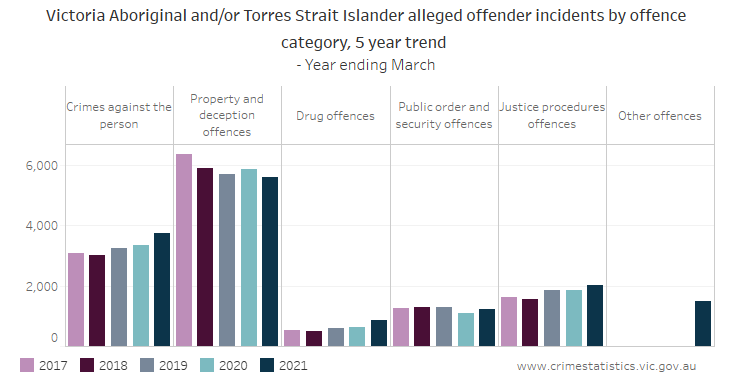 Victoria Aboriginal and/or Torres Strait Islander alleged offender incidents by offence
category, 5 year trend
- Year ending March
Crimes against the
person
Property and
deception
offences
Drug offences
Public order and
security offences
Justice procedures
offences
Other offences
6,000
4,000
2,000
0
2017 2018 2019 2020 2021
www.crimestatistics.vic.gov.au